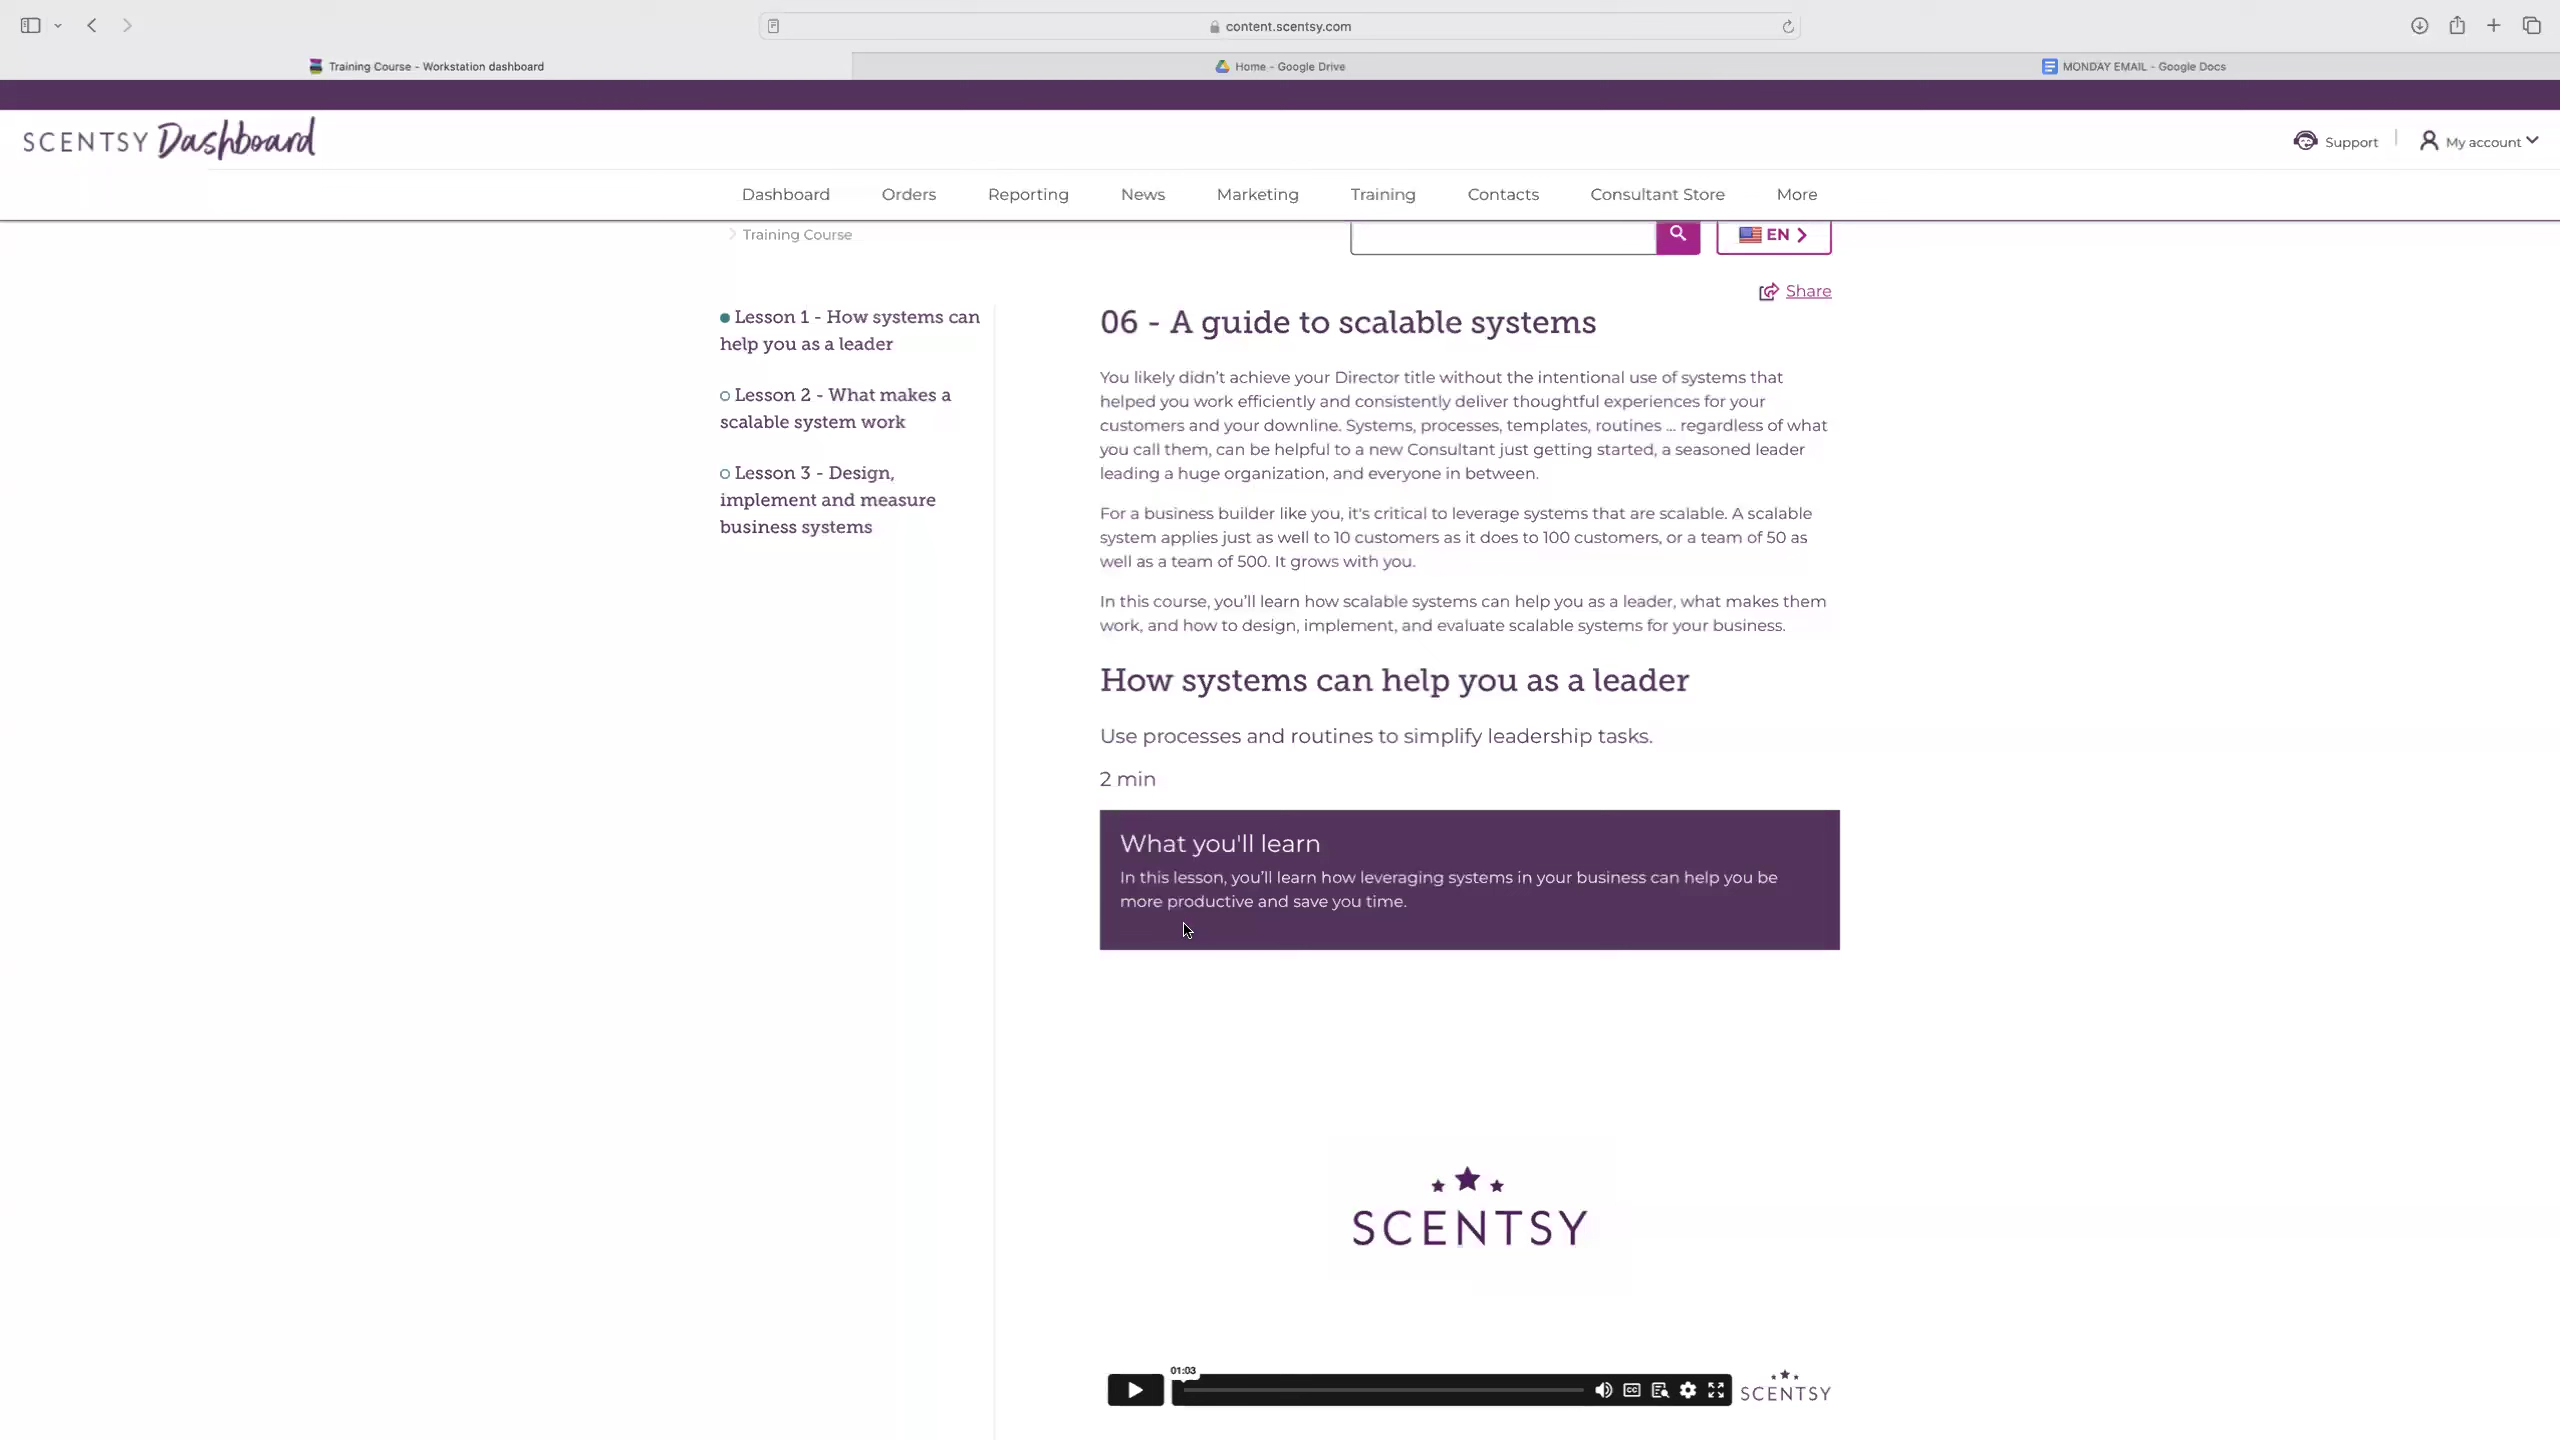 content.scentsy.com
Training Course - Workstation dashboard
Home - Google Drive
MONDAY EMAIL - Google Docs
SCENTSY Dashboard
Support
My account
Dashboard
Orders
Reporting
News
Marketing
Training
Contacts
Consultant Store
More
Training Course
EN
Share
Lesson 1 - How systems can
help you as a leader
Lesson 2 - What makes a
scalable system work
Lesson 3 - Design,
implement and measure
business systems
06 - A guide to scalable systems
You likely didn't achieve your Director title without the intentional use of systems that
helped you work efficiently and consistently deliver thoughtful experiences for your
customers and your downline. Systems, processes, templates, routines ... regardless of what
you call them, can be helpful to a new Consultant just getting started, a seasoned leader
leading a huge organization, and everyone in between.
For a business builder like you, it's critical to leverage systems that are scalable. A scalable
system applies just as well to 10 customers as it does to 100 customers, or a team of 50 as
well as a team of 500. It grows with you.
In this course, you'll learn how scalable systems can help you as a leader, what makes them
work, and how to design, implement, and evaluate scalable systems for your business.
How systems can help you as a leader
Use processes and routines to simplify leadership tasks.
2 min
What you'll learn
In this lesson, you'll learn how leveraging systems in your business can help you be
more productive and save you time.
SCENTSY
01:03
CC
SCENTSY